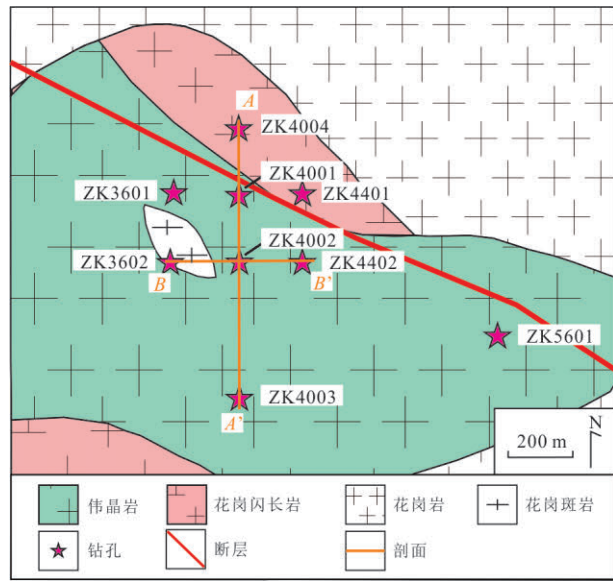 A
ZK4004
ZK4001
ZK3601
ZK4401
ZK4002
ZK3602
ZK4402
B
B'
ZK5601
ZK4003
A'
200 m
N
伟晶岩
花岗闪长岩
花岗岩
花岗斑岩
钻孔
断层
剖面